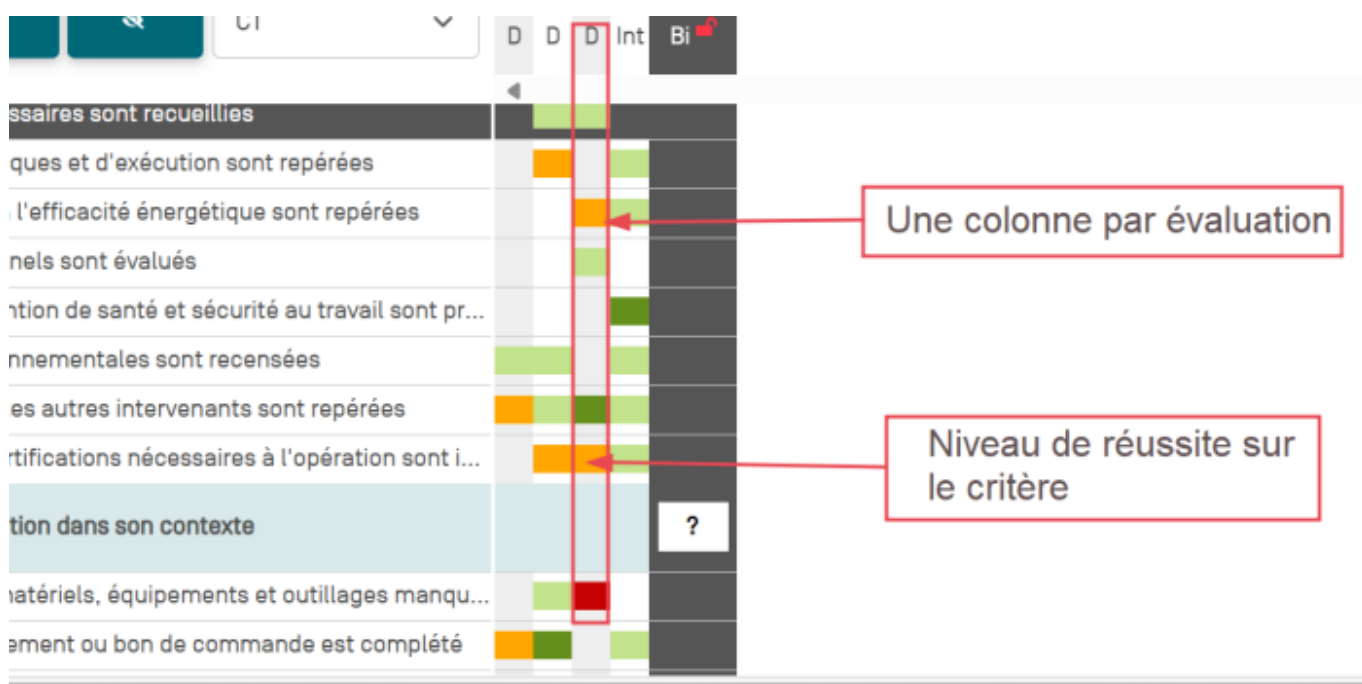 C1
D D D Int Bi
ssaires sont recueillies
ques et d'exécution sont repérées
l'efficacité énergétique sont repérées
Une colonne par évaluation
nels sont évalués
ntion de santé et sécurité au travail sont pr...
nnementales sont recensées
es autres intervenants sont repérées
Niveau de réussite sur
le critère
rtifications nécessaires à l'opération sont i...
tion dans son contexte
?
natériels, équipements et outillages manqu...
ement ou bon de commande est complété